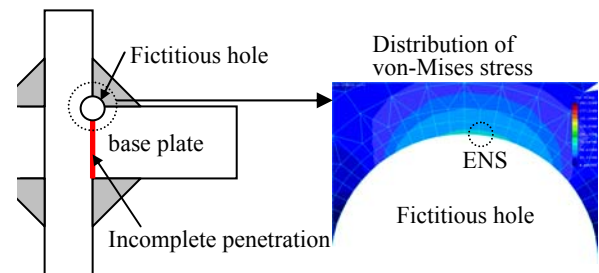 Fictitious hole
base plate
Incomplete penetration
Distribution of
von-Mises stress
ENS
Fictitious hole